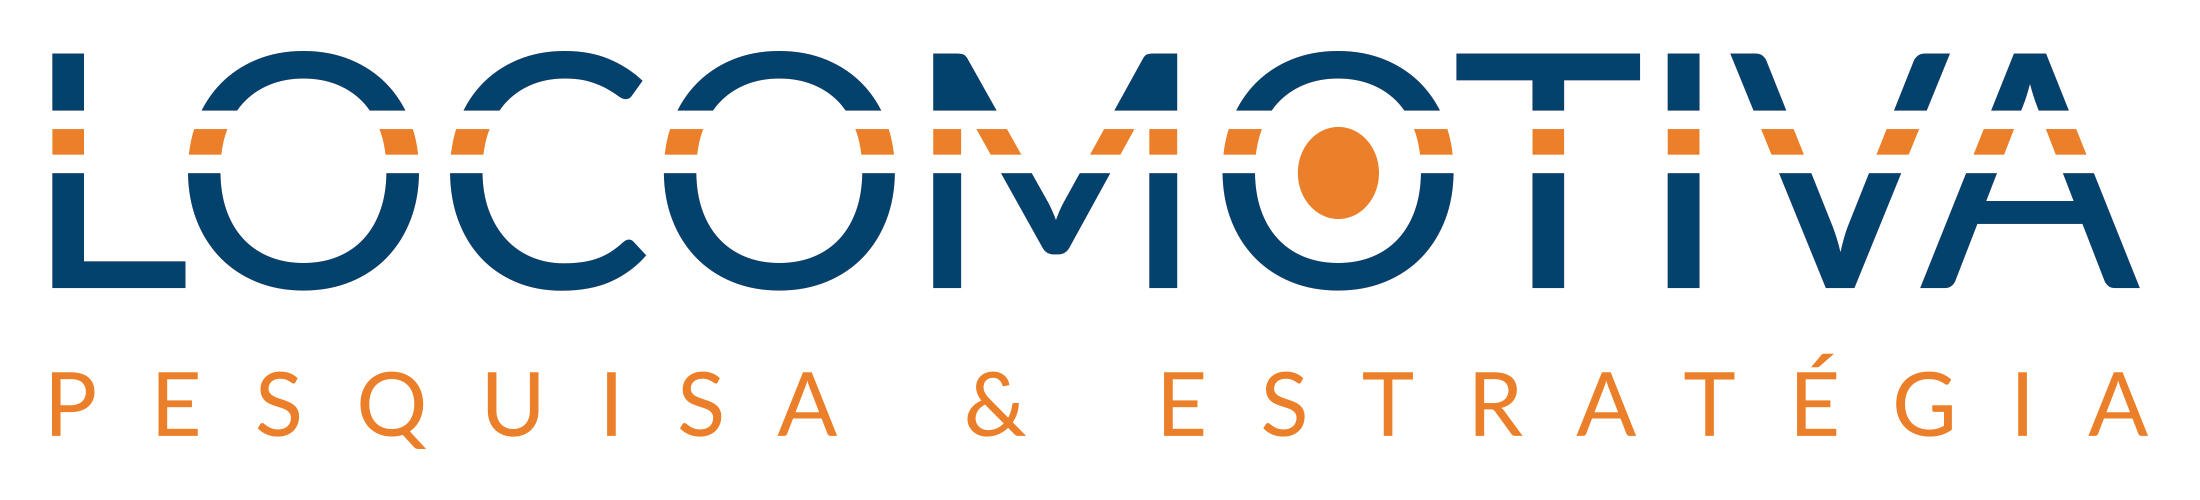 LOCOMOTIVA
PESQUISA & ESTRATÉGIA